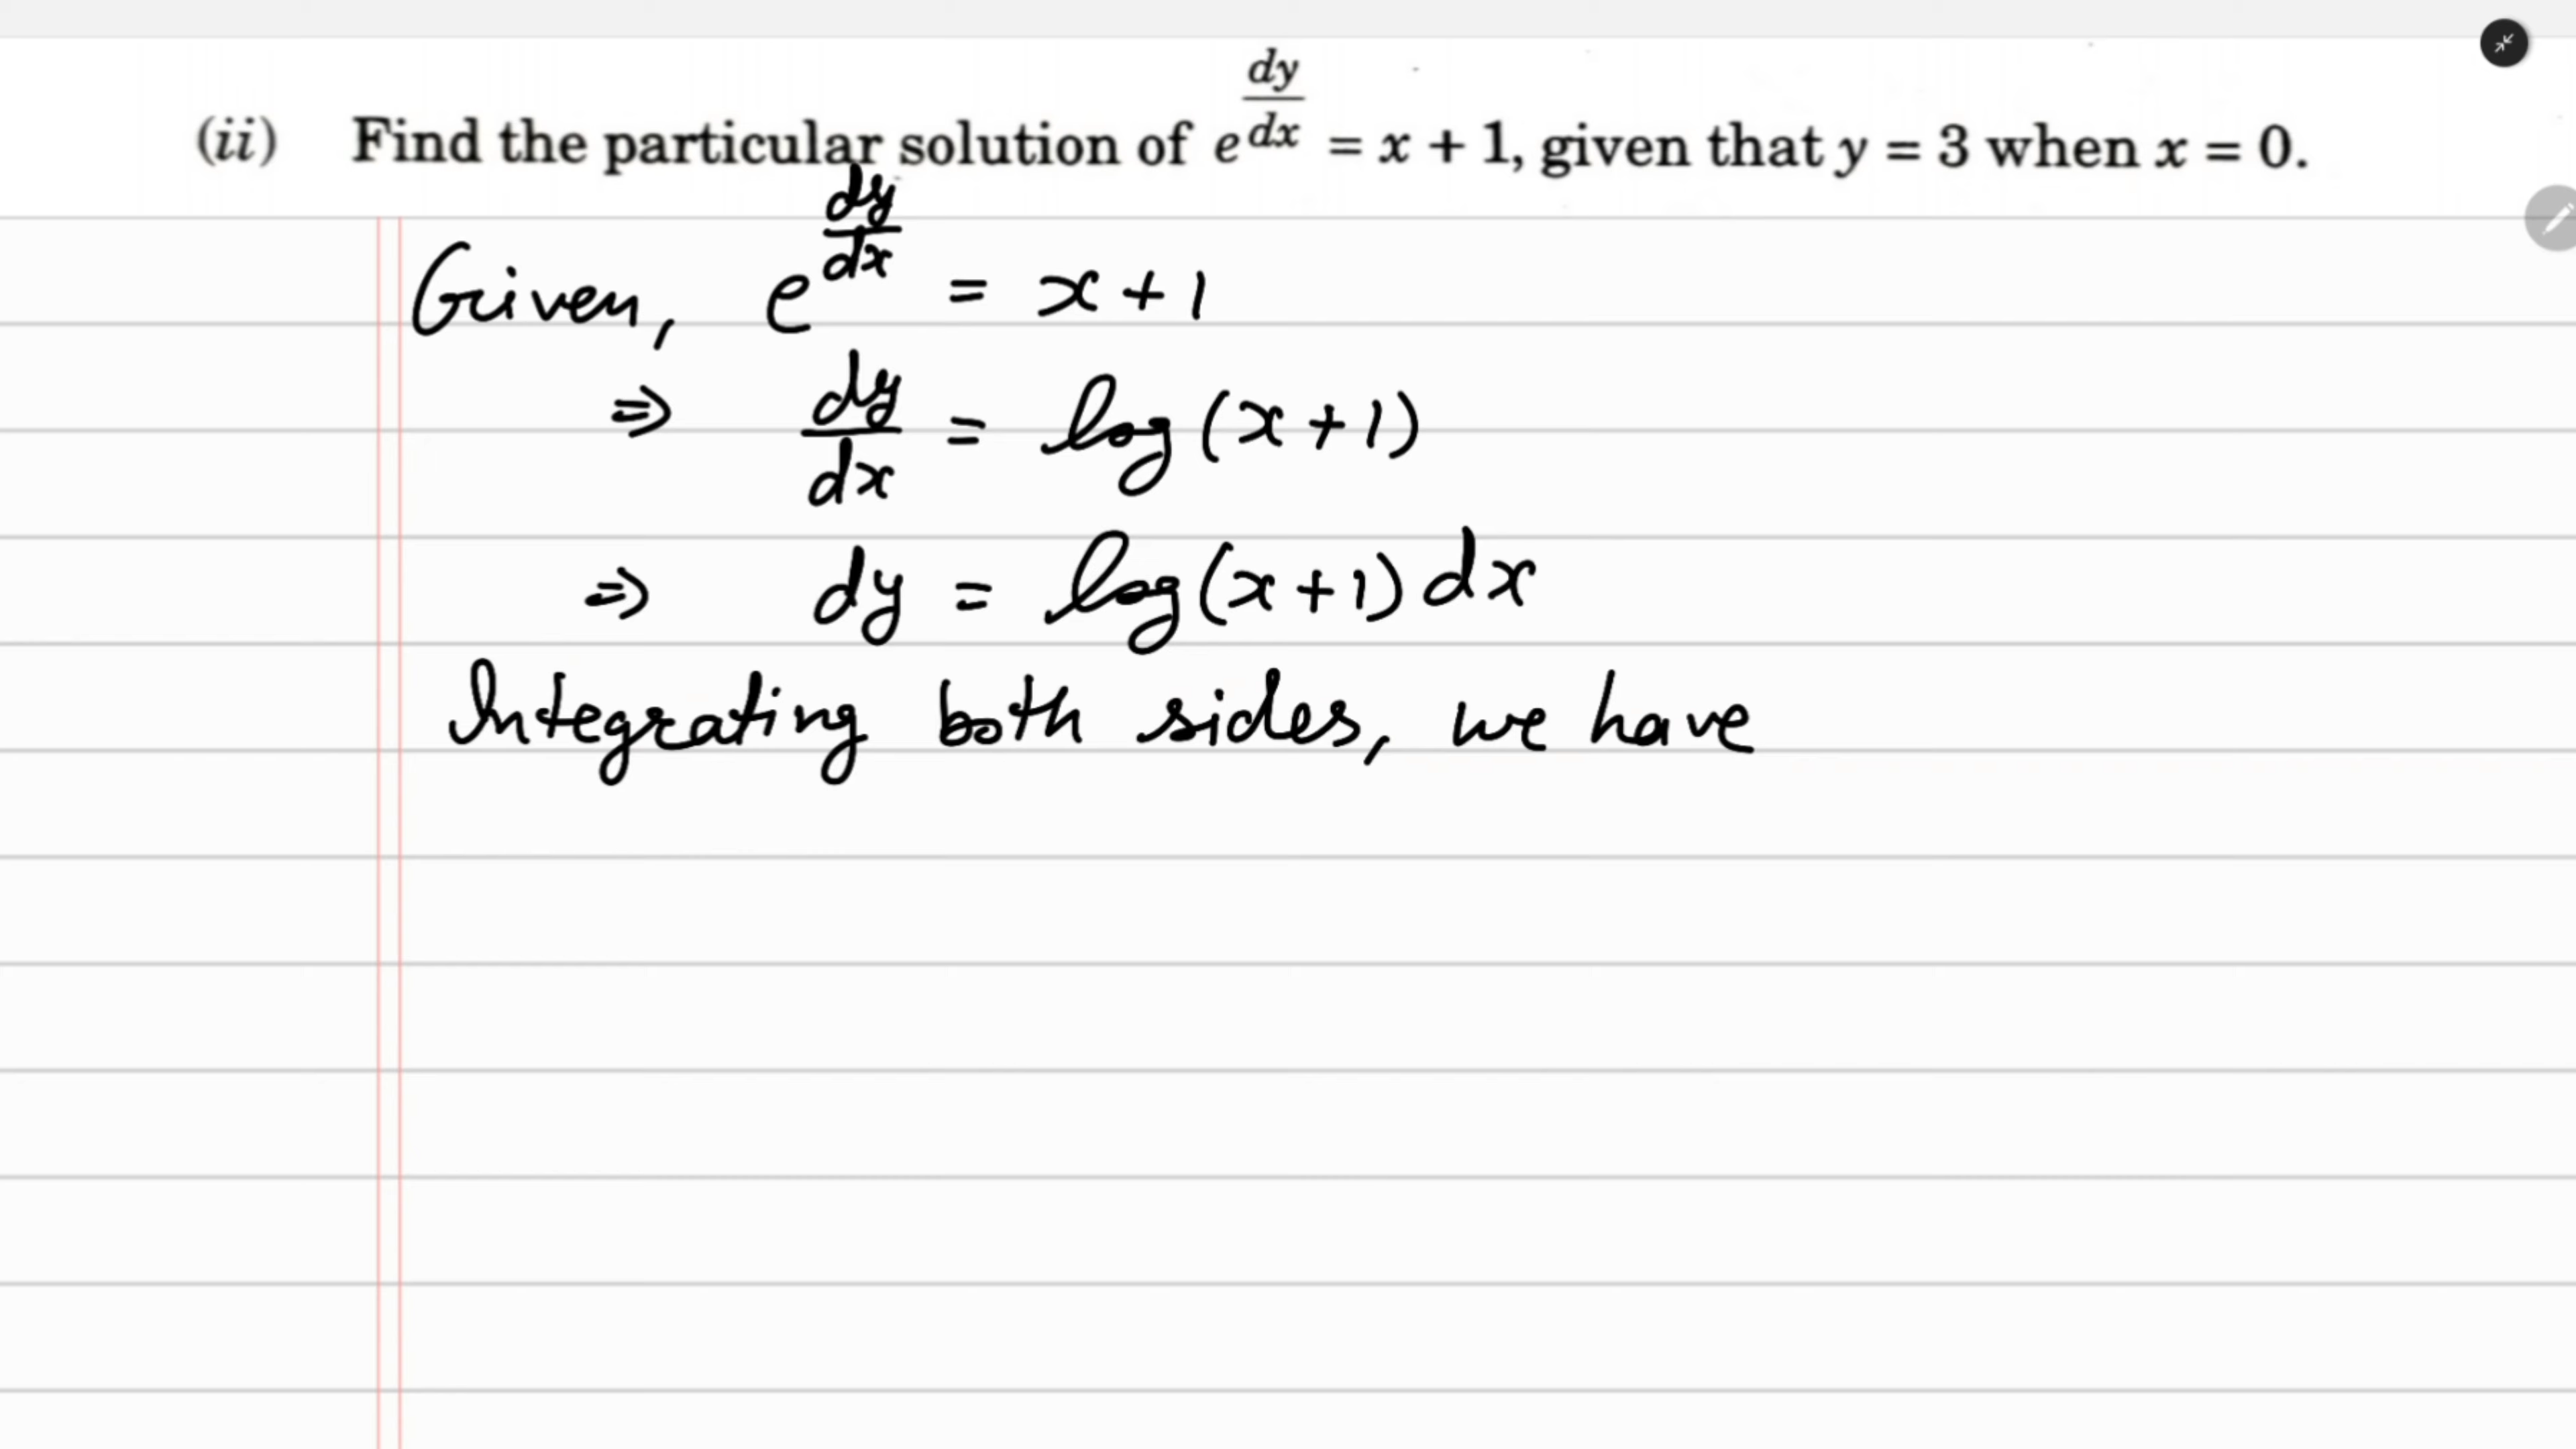 (ii) Find the particular solution of e^(dy/dx) = x + 1, given that y = 3 when x = 0.
Given, e^(dy/dx) = x + 1
⇒ dy/dx = log(x + 1)
⇒ dy = log(x + 1) dx
Integrating both sides, we have